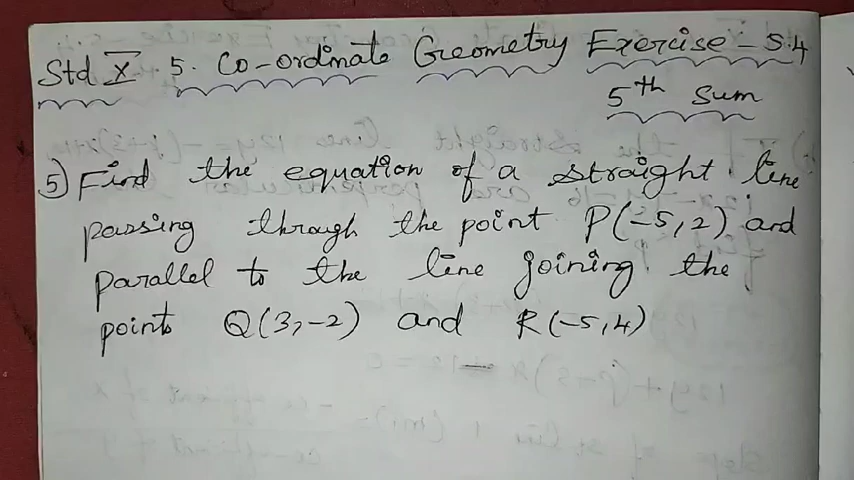 Std X 5. Co-ordinate Geometry Exercise - 5.4
5th Sum
5) Find the equation of a straight line
passing through the point P(-5,2) and
parallel to the line joining the
points Q(3,-2) and R(-5,4)